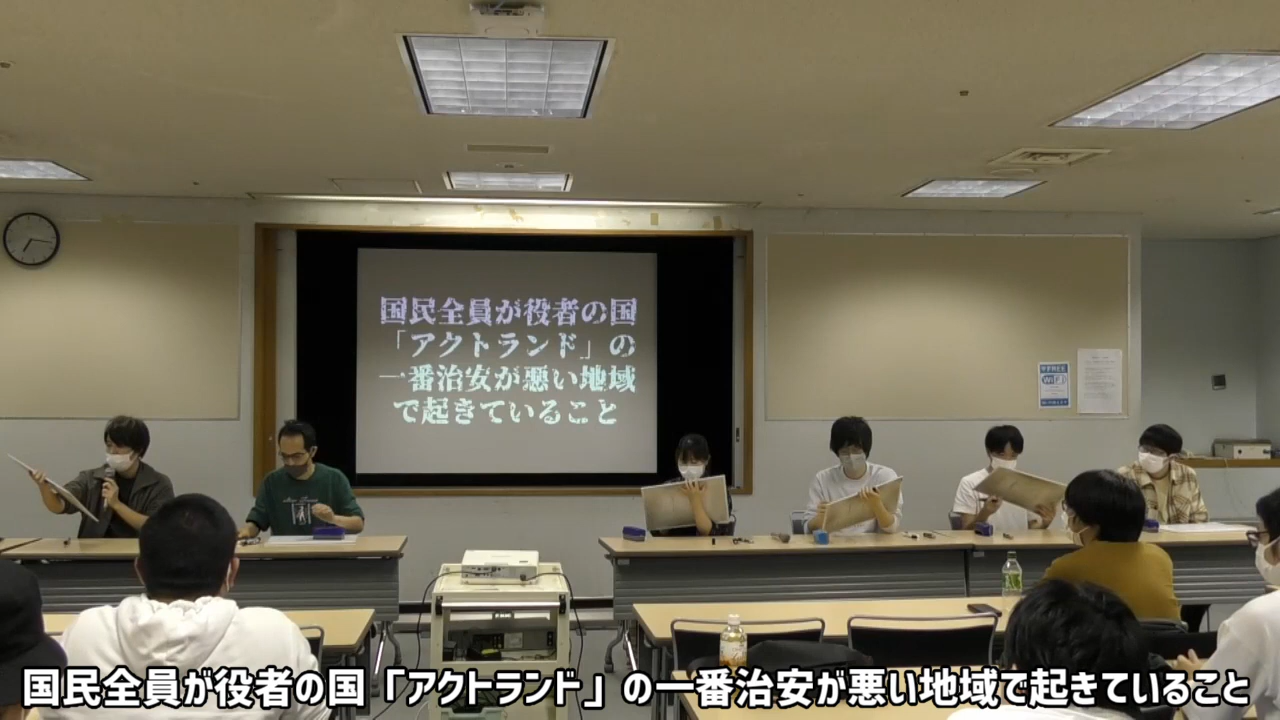 国民全員が役者の国
「アクトランド」の
一番治安が悪い地域
で起きていること
FREE
Wi-Fi
国民全員が役者の国「アクトランド」の一番治安が悪い地域で起きていること